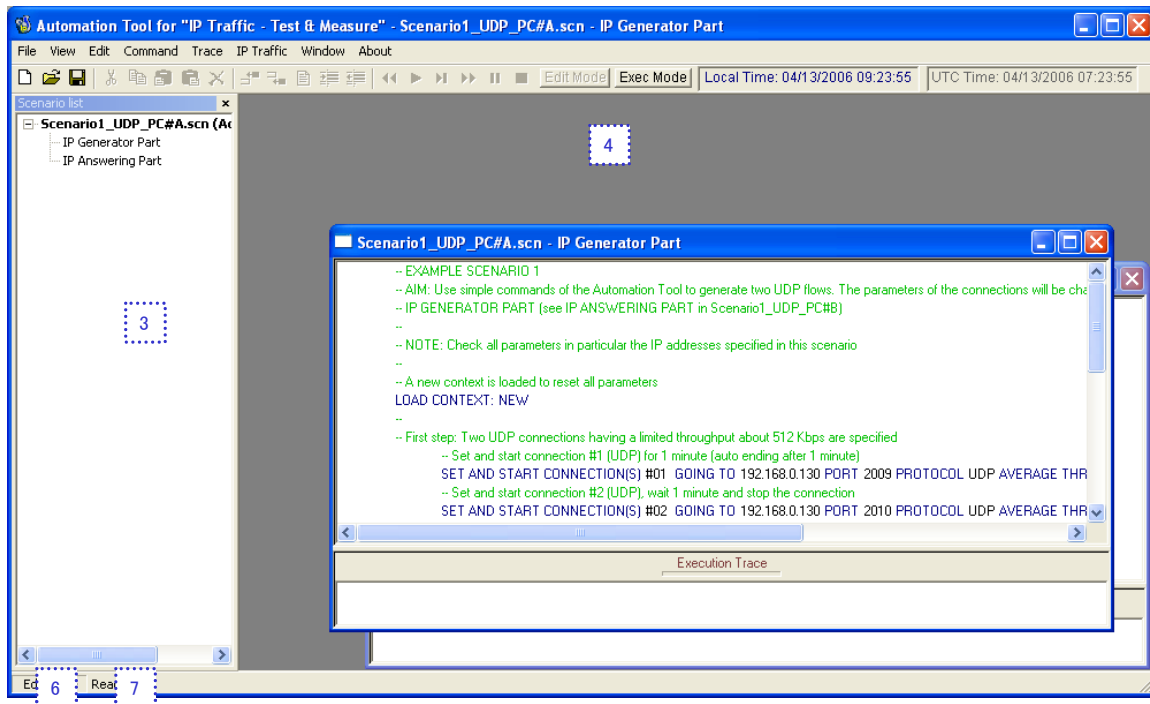 Automation Tool for "IP Traffic - Test & Measure" - Scenario1_UDP_PC#A.scn - IP Generator Part
File View Edit Command Trace IP Traffic Window About
Edit Mode Exec Mode Local Time: 04/13/2006 09:23:55 UTC Time: 04/13/2006 07:23:55
Scenario list
Scenario1_UDP_PC#A.scn (Ac
IP Generator Part
IP Answering Part
4
3
Scenario1_UDP_PC#A.scn - IP Generator Part
-- EXAMPLE SCENARIO 1
-- AIM: Use simple commands of the Automation Tool to generate two UDP flows. The parameters of the connections will be cha
-- IP GENERATOR PART (see IP ANSWERING PART in Scenario1_UDP_PC#B)
--
-- NOTE: Check all parameters in particular the IP addresses specified in this scenario
--
-- A new context is loaded to reset all parameters
LOAD CONTEXT: NEW
--
-- First step: Two UDP connections having a limited throughput about 512 Kbps are specified
-- Set and start connection #1 (UDP) for 1 minute (auto ending after 1 minute)
SET AND START CONNECTION(S) #01 GOING TO 192.168.0.130 PORT 2009 PROTOCOL UDP AVERAGE THR
-- Set and start connection #2 (UDP), wait 1 minute and stop the connection
SET AND START CONNECTION(S) #02 GOING TO 192.168.0.130 PORT 2010 PROTOCOL UDP AVERAGE THR
Execution Trace
6 7